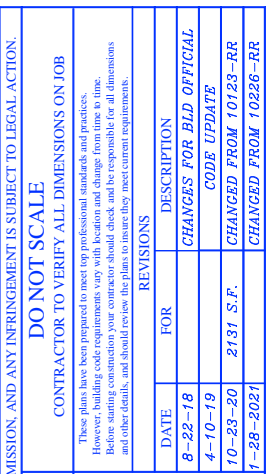 MISSION, AND ANY INFRINGEMENT IS SUBJECT TO LEGAL ACTION.
DO NOT SCALE
CONTRACTOR TO VERIFY ALL DIMENSIONS ON JOB
These plans have been prepared to meet top professional standards and practices.
However, building code requirements vary with location and change from time to time.
Before starting construction your contractor should check and be responsible for all dimensions
and other details, and should review the plans to insure they meet current requirements.
REVISIONS
DATE FOR DESCRIPTION
8-22-18 CHANGES FOR BLD OFFICIAL
4-10-19 CODE UPDATE
10-23-20 2131 S.F. CHANGED FROM 10123-RR
1-28-2021 CHANGED FROM 10226-RR